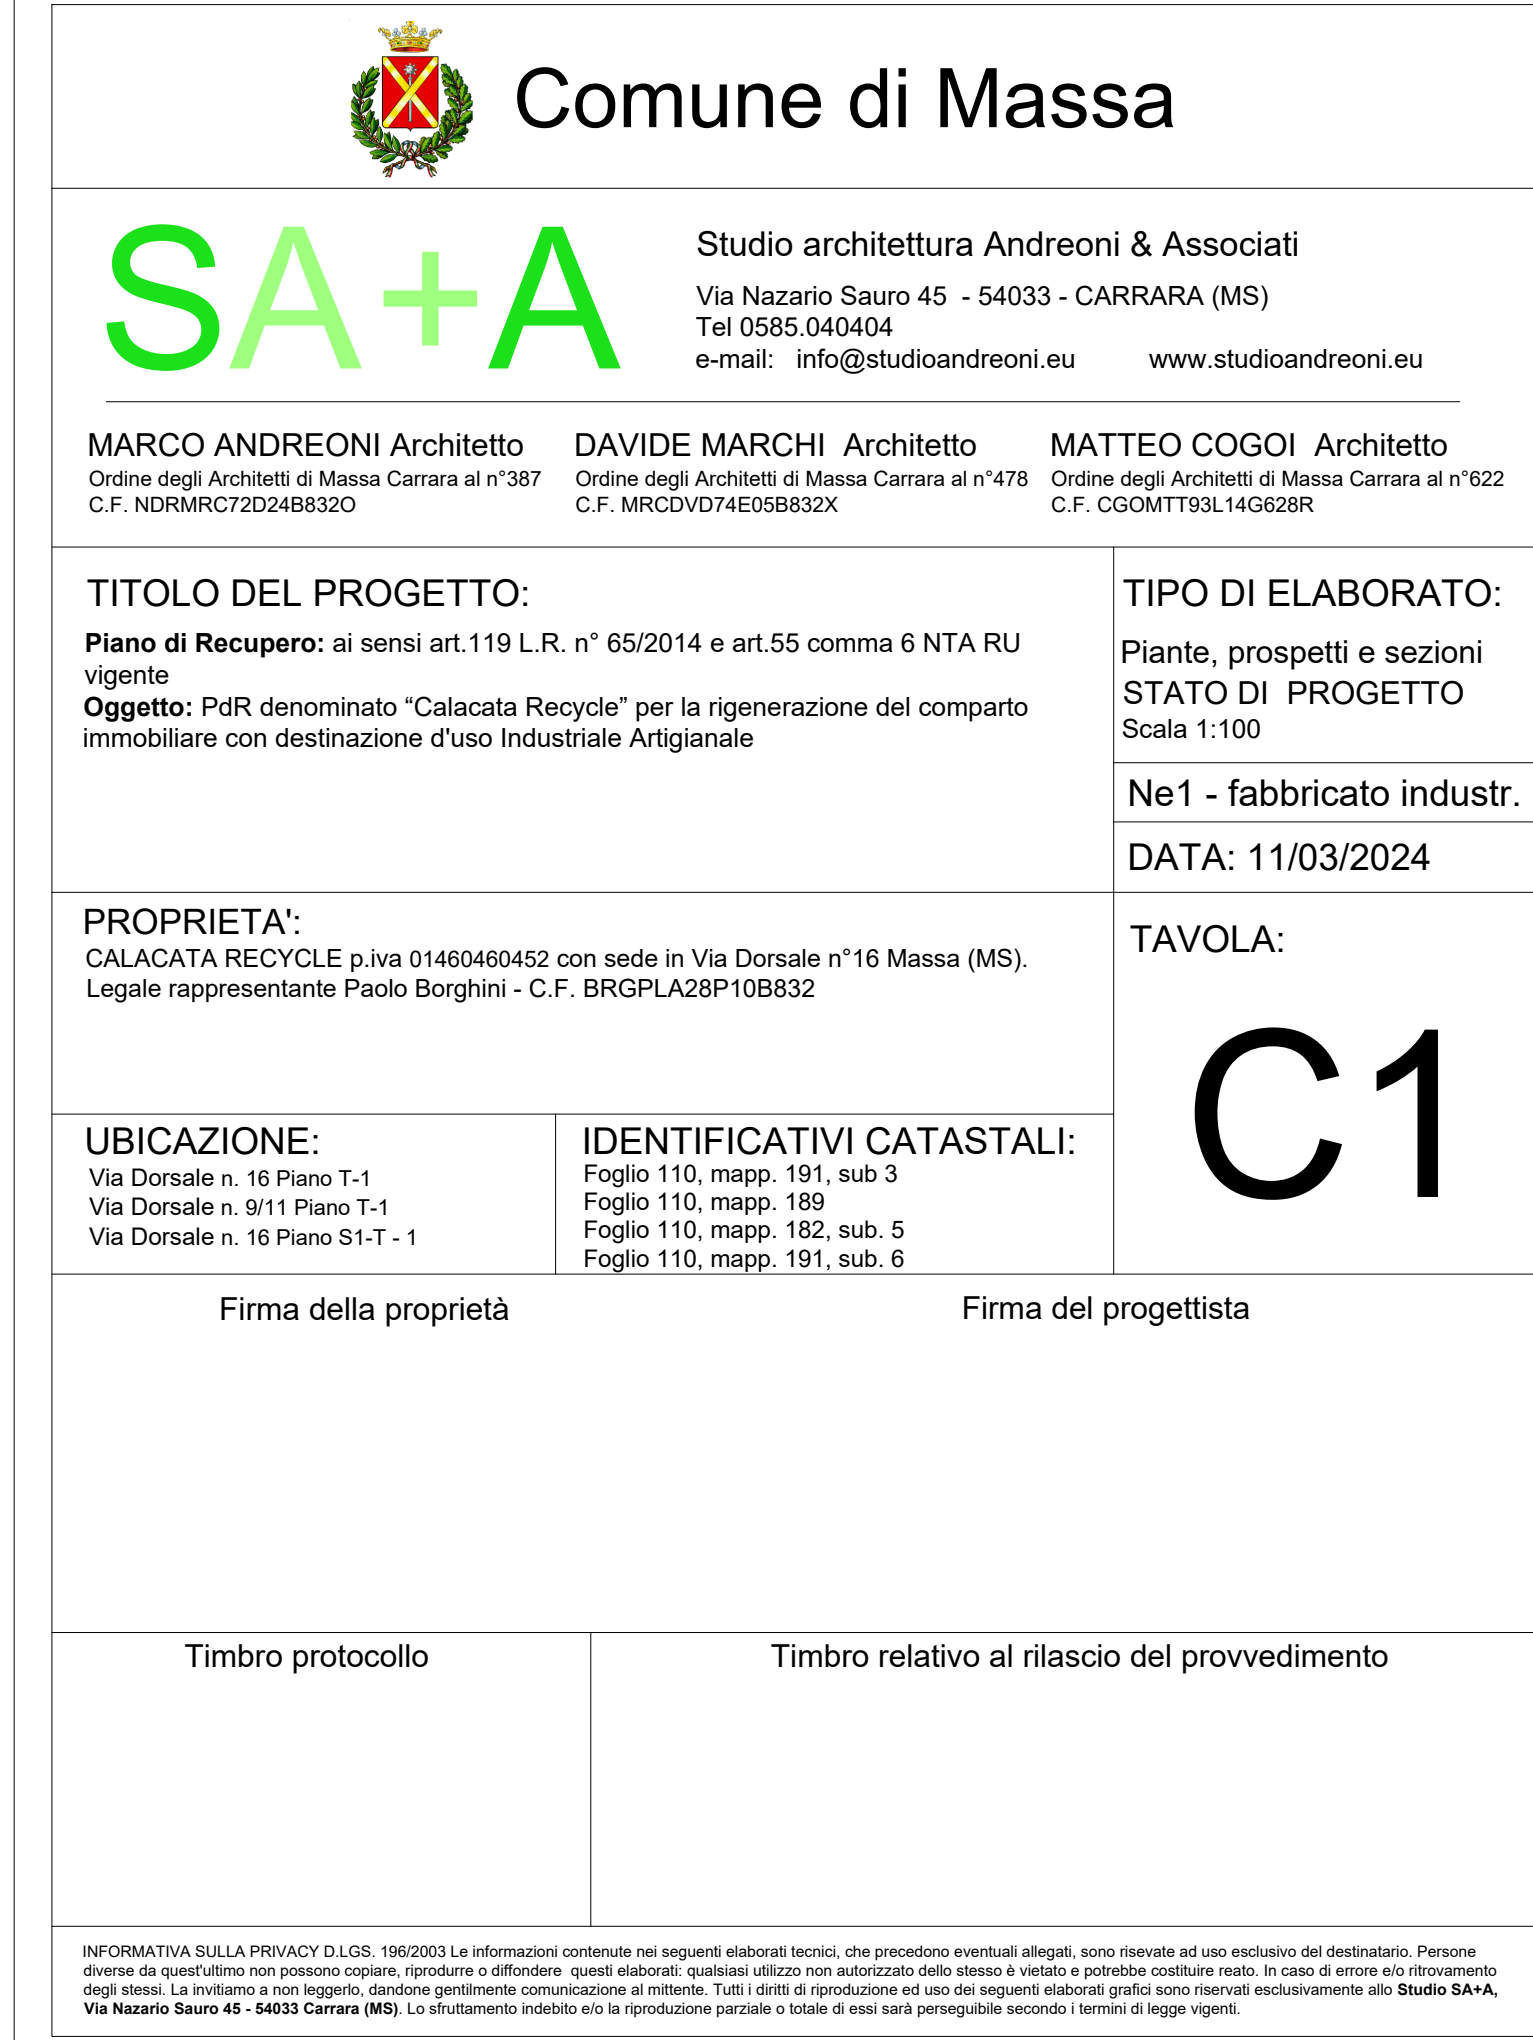 Comune di Massa
SA+A
Studio architettura Andreoni & Associati
Via Nazario Sauro 45 - 54033 - CARRARA (MS)
Tel 0585.040404
e-mail: info@studioandreoni.eu www.studioandreoni.eu
MARCO ANDREONI Architetto
Ordine degli Architetti di Massa Carrara al n°387
C.F. NDRMRC72D24B832O
DAVIDE MARCHI Architetto
Ordine degli Architetti di Massa Carrara al n°478
C.F. MRCDVD74E05B832X
MATTEO COGOI Architetto
Ordine degli Architetti di Massa Carrara al n°622
C.F. CGOMTT93L14G628R
TITOLO DEL PROGETTO:
Piano di Recupero: ai sensi art.119 L.R. n° 65/2014 e art.55 comma 6 NTA RU
vigente
Oggetto: PdR denominato “Calacata Recycle” per la rigenerazione del comparto
immobiliare con destinazione d'uso Industriale Artigianale
TIPO DI ELABORATO:
Piante, prospetti e sezioni
STATO DI PROGETTO
Scala 1:100
Ne1 - fabbricato industr.
DATA: 11/03/2024
PROPRIETA':
CALACATA RECYCLE p.iva 01460460452 con sede in Via Dorsale n°16 Massa (MS).
Legale rappresentante Paolo Borghini - C.F. BRGPLA28P10B832
TAVOLA:
C1
UBICAZIONE:
Via Dorsale n. 16 Piano T-1
Via Dorsale n. 9/11 Piano T-1
Via Dorsale n. 16 Piano S1-T - 1
IDENTIFICATIVI CATASTALI:
Foglio 110, mapp. 191, sub 3
Foglio 110, mapp. 189
Foglio 110, mapp. 182, sub. 5
Foglio 110, mapp. 191, sub. 6
Firma della proprietà
Firma del progettista
Timbro protocollo
Timbro relativo al rilascio del provvedimento
INFORMATIVA SULLA PRIVACY D.LGS. 196/2003 Le informazioni contenute nei seguenti elaborati tecnici, che precedono eventuali allegati, sono risevate ad uso esclusivo del destinatario. Persone
diverse da quest'ultimo non possono copiare, riprodurre o diffondere questi elaborati: qualsiasi utilizzo non autorizzato dello stesso è vietato e potrebbe costituire reato. In caso di errore e/o ritrovamento
degli stessi. La invitiamo a non leggerlo, dandone gentilmente comunicazione al mittente. Tutti i diritti di riproduzione ed uso dei seguenti elaborati grafici sono riservati esclusivamente allo Studio SA+A,
Via Nazario Sauro 45 - 54033 Carrara (MS). Lo sfruttamento indebito e/o la riproduzione parziale o totale di essi sarà perseguibile secondo i termini di legge vigenti.